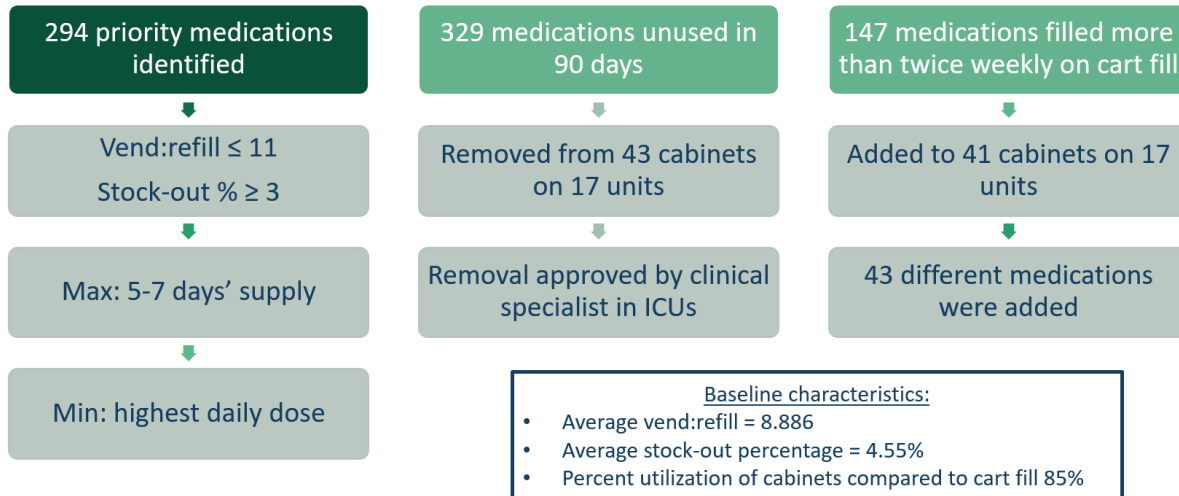 294 priority medications
identified
Vend:refill ≤ 11
Stock-out % ≥ 3
Max: 5-7 days’ supply
Min: highest daily dose
329 medications unused in
90 days
Removed from 43 cabinets
on 17 units
Removal approved by clinical
specialist in ICUs
147 medications filled more
than twice weekly on cart fill
Added to 41 cabinets on 17
units
43 different medications
were added
Baseline characteristics:
• Average vend:refill = 8.886
• Average stock-out percentage = 4.55%
• Percent utilization of cabinets compared to cart fill 85%